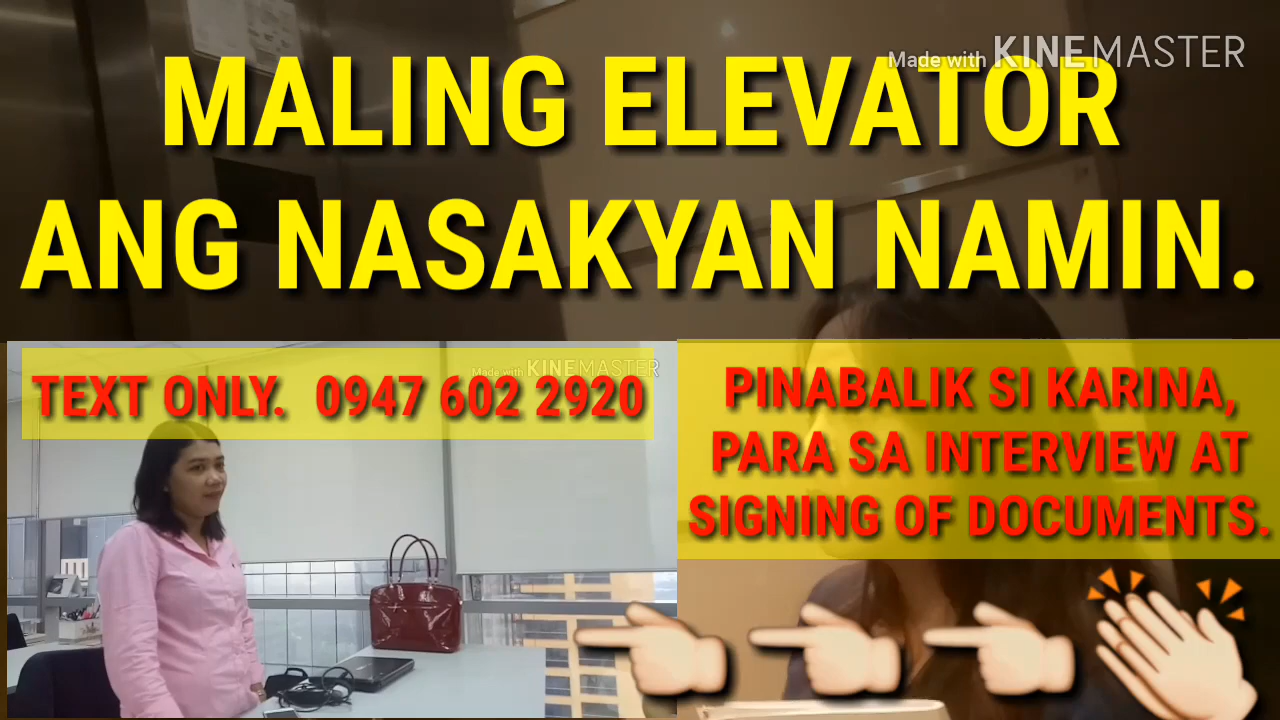 Made with KINEMASTER
MALING ELEVATOR
ANG NASAKYAN NAMIN.
Made with KINEMASTER
TEXT ONLY. 0947 602 2920
PINABALIK SI KARINA,
PARA SA INTERVIEW AT
SIGNING OF DOCUMENTS.